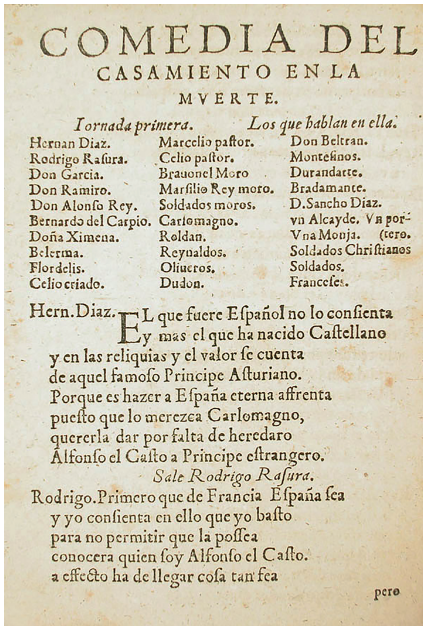 COMEDIA DEL
CASAMIENTO EN LA
MVERTE.
Iornada primera. Los que hablan en ella.
Hernan Diaz. Marcelio pastor. Don Beltran.
Rodrigo Rasura. Celio pastor. Montesinos.
Don Garcia. Brauonel Moro Durandarte.
Don Ramiro. Marsilio Rey moro. Bradamante.
Don Alonso Rey. Soldados moros. D.Sancho Diaz.
Bernardo del Carpio. Carlomagno. vn Alcayde. Vn por-
Doña Ximena. Roldan. Vna Monja. (tero.
Belerma. Reynaldos. Soldados Christianos
Flordelis. Oliueros. Soldados.
Celio criado. Dudon. Franceses.
Hern.Diaz. EL que fuere Español no lo consienta
y mas el que ha nacido Castellano
y en las reliquias y el valor se cuenta
de aquel famoso Principe Asturiano.
Porque es hazer a España eterna affrenta
puesto que lo merezca Carlomagno,
quererla dar por falta de heredaro
Alfonso el Casto a Principe estrangero.
Sale Rodrigo Rasura.
Rodrigo.Primero que de Francia España sea
y yo consienta en ello que yo basto
para no permitir que la possea
conocera quien soy Alfonso el Casto.
a effecto ha de llegar cosa tan fea
pero